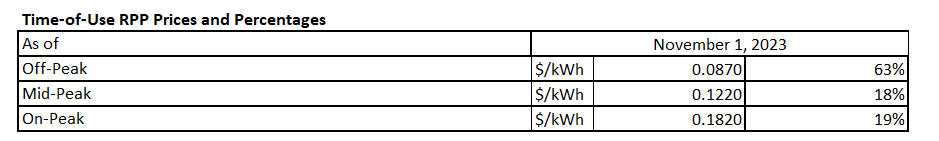 Time-of-Use RPP Prices and Percentages
As of November 1, 2023
Off-Peak $/kWh 0.0870 63%
Mid-Peak $/kWh 0.1220 18%
On-Peak $/kWh 0.1820 19%